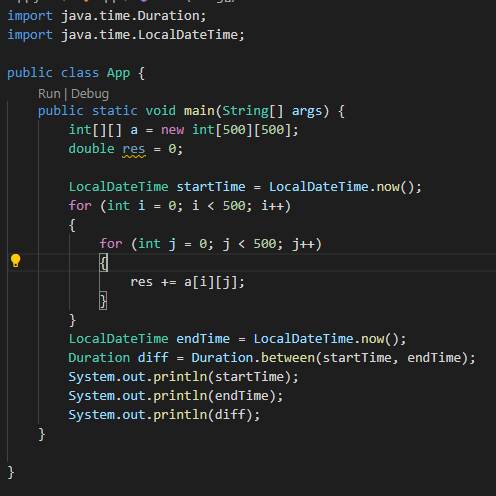 import java.time.Duration;
import java.time.LocalDateTime;
public class App {
Run | Debug
public static void main(String[] args) {
int[][] a = new int[500][500];
double res = 0;
LocalDateTime startTime = LocalDateTime.now();
for (int i = 0; i < 500; i++)
{
for (int j = 0; j < 500; j++)
{
res += a[i][j];
}
}
LocalDateTime endTime = LocalDateTime.now();
Duration diff = Duration.between(startTime, endTime);
System.out.println(startTime);
System.out.println(endTime);
System.out.println(diff);
}
}